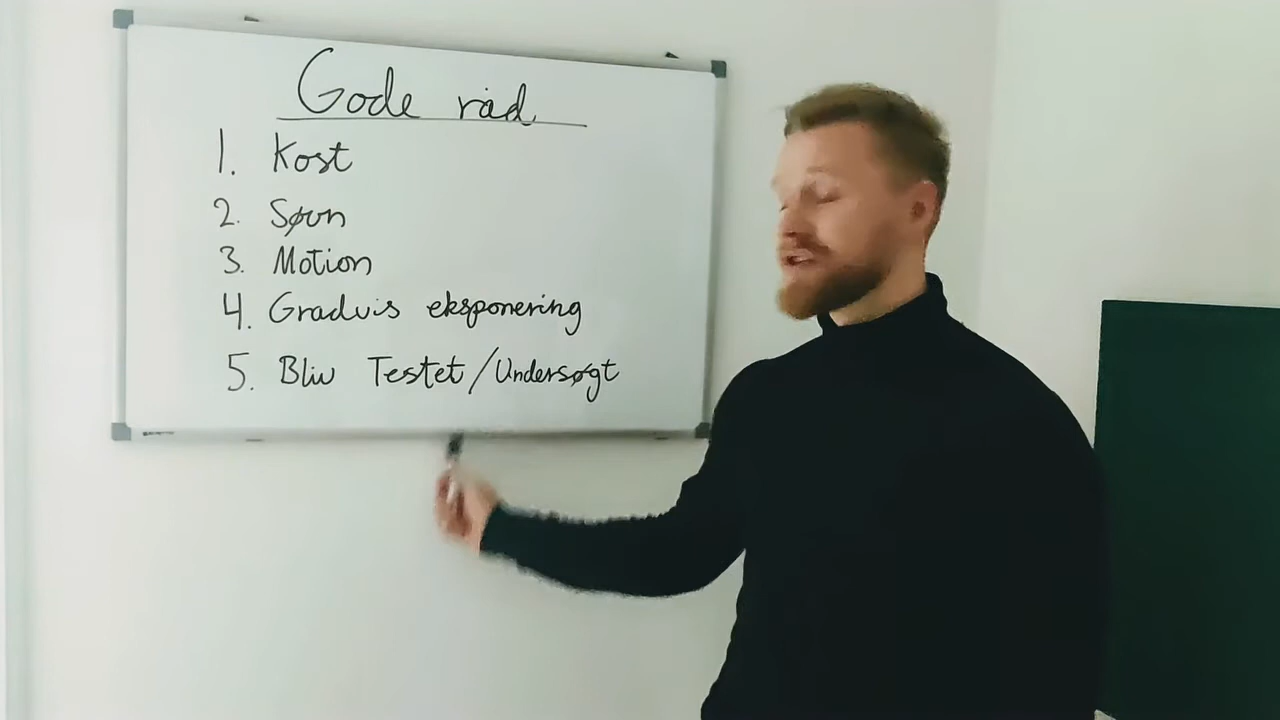 Gode råd
1. Kost
2. Søvn
3. Motion
4. Gradvis eksponering
5. Bliv Testet/Undersøgt